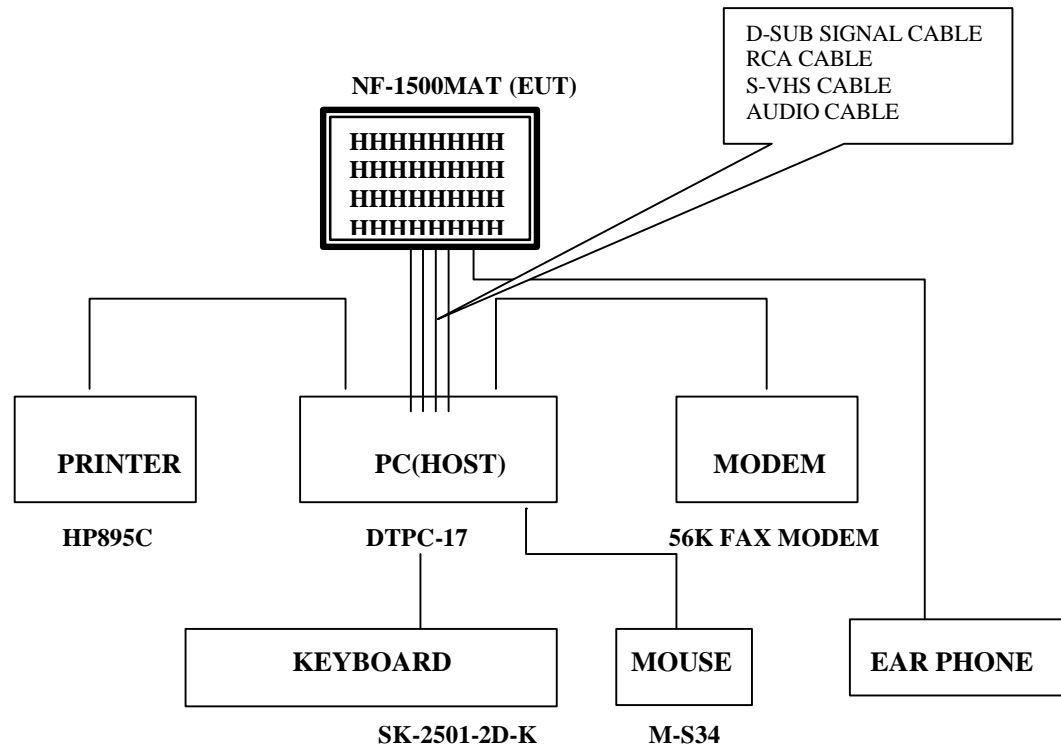 D-SUB SIGNAL CABLE
RCA CABLE
S-VHS CABLE
AUDIO CABLE
NF-1500MAT (EUT)
HHHHHHHH
HHHHHHHH
HHHHHHHH
HHHHHHHH
PRINTER
PC(HOST)
MODEM
HP895C
DTPC-17
56K FAX MODEM
KEYBOARD
MOUSE
EAR PHONE
SK-2501-2D-K
M-S34